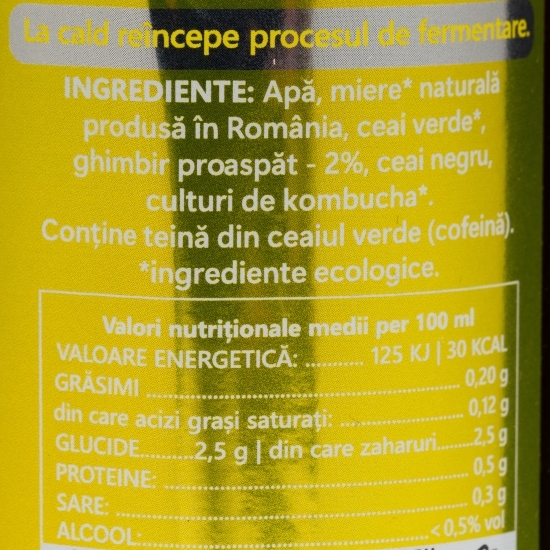 La cald reîncepe procesul de fermentare.
INGREDIENTE: Apă, miere* naturală
produsă în România, ceai verde*,
ghimbir proaspăt - 2%, ceai negru,
culturi de kombucha*.
Conține teină din ceaiul verde (cofeină).
*ingrediente ecologice.
Valori nutriționale medii per 100 ml
VALOARE ENERGETICĂ: ........... 125 KJ | 30 KCAL
GRĂSIMI ........................................ 0,20 g
din care acizi grași saturați: .................. 0,12 g
GLUCIDE.........2,5 g | din care zaharuri.........2,5 g
PROTEINE: ........................................ 0,5 g
SARE: ........................................ 0,3 g
ALCOOL: ........................................ < 0,5% vol